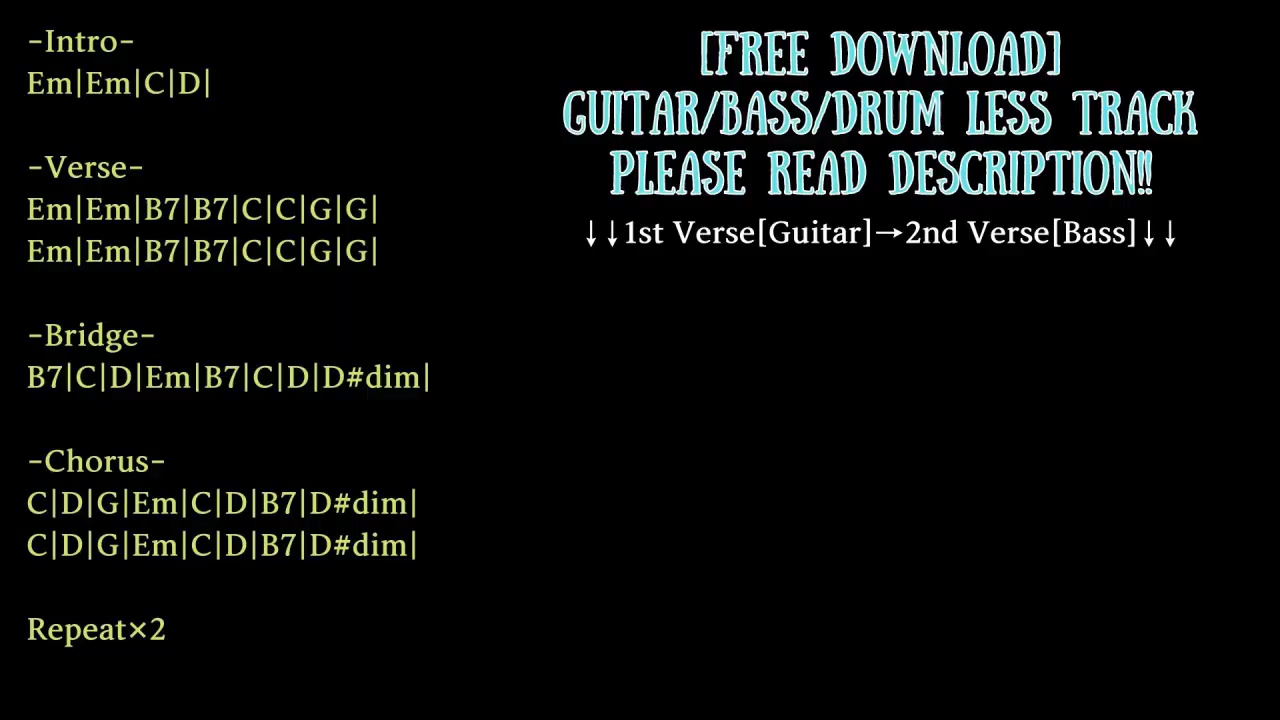 -Intro-
Em|Em|C|D|
-Verse-
Em|Em|B7|B7|C|C|G|G|
Em|Em|B7|B7|C|C|G|G|
-Bridge-
B7|C|D|Em|B7|C|D|D#dim|
-Chorus-
C|D|G|Em|C|D|B7|D#dim|
C|D|G|Em|C|D|B7|D#dim|
Repeat×2
[FREE DOWNLOAD]
GUITAR/BASS/DRUM LESS TRACK
PLEASE READ DESCRIPTION!!
↓↓1st Verse[Guitar]→2nd Verse[Bass]↓↓